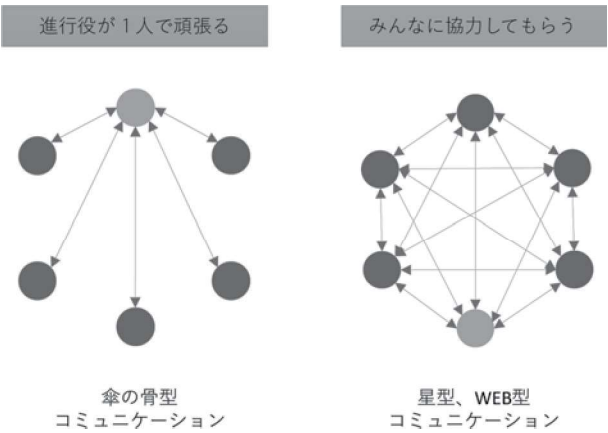 進行役が1人で頑張る
みんなに協力してもらう
傘の骨型
コミュニケーション
星型、WEB型
コミュニケーション